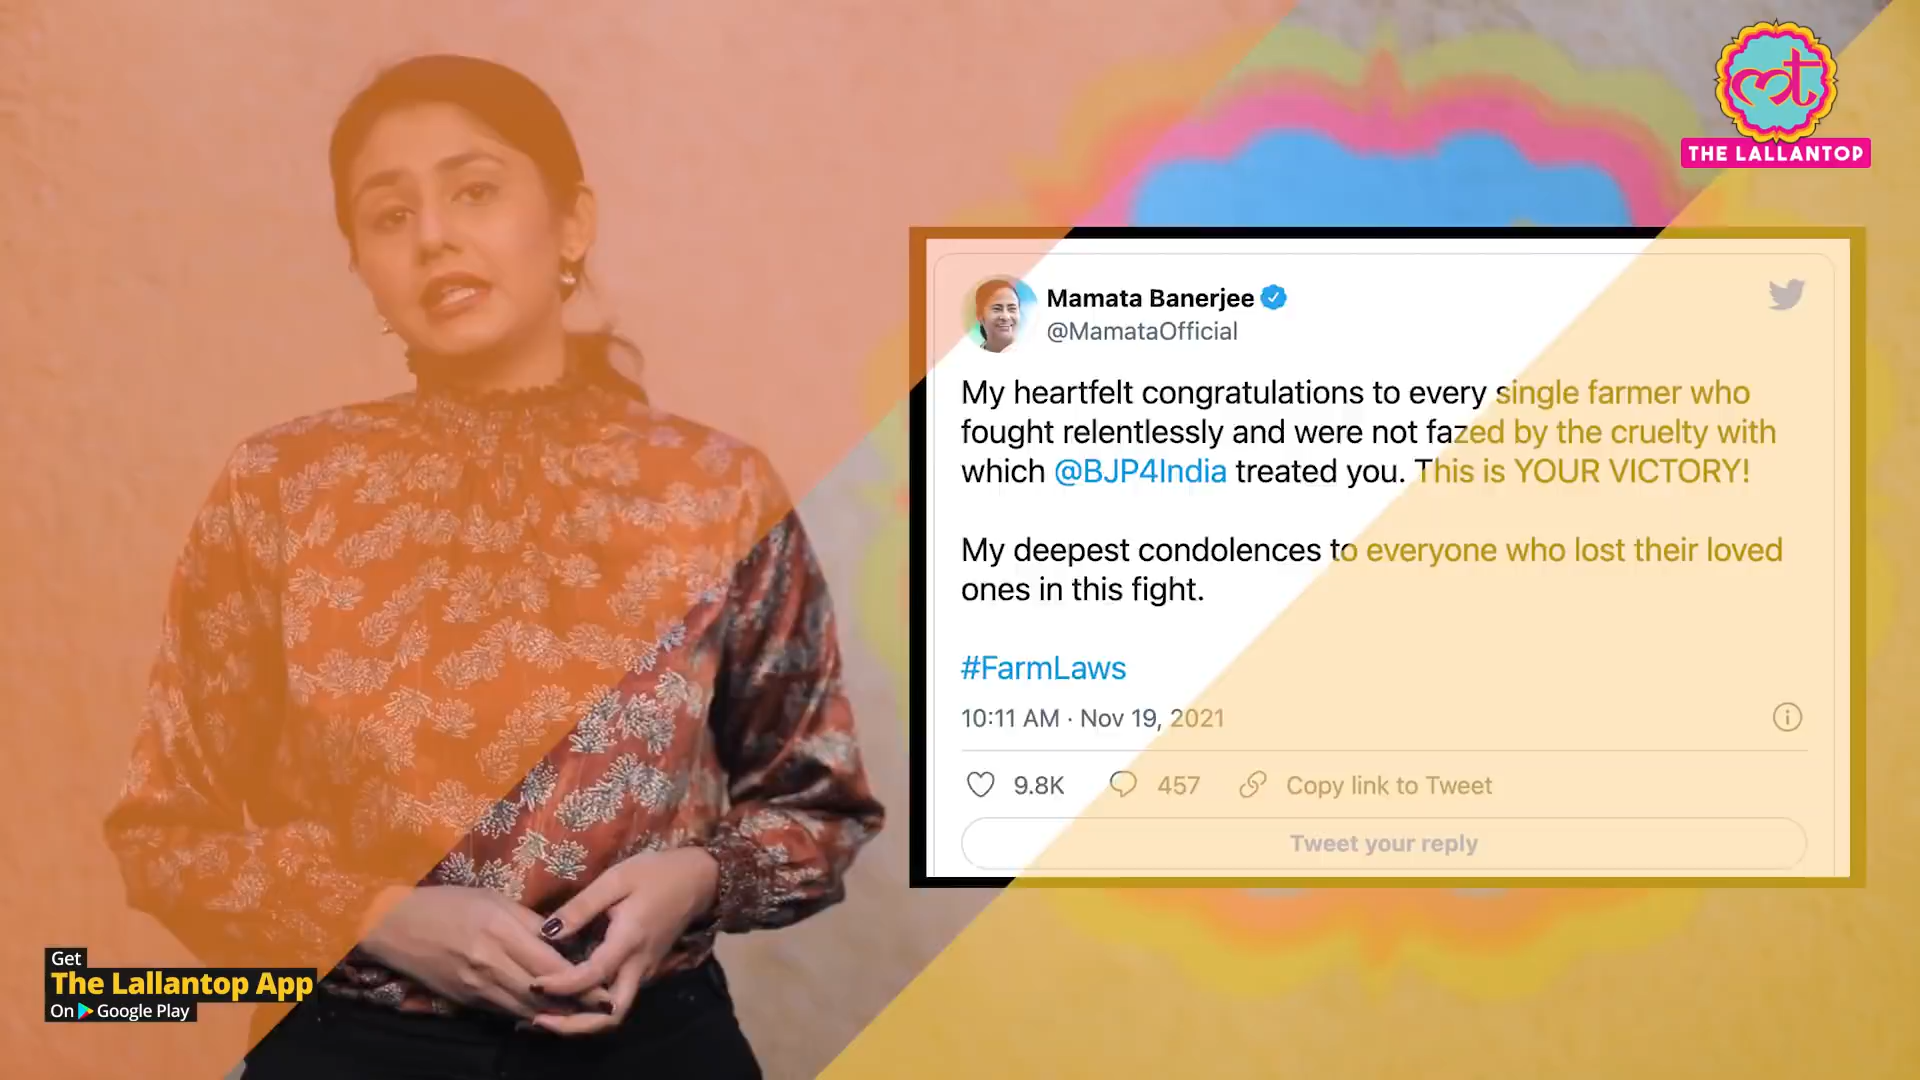 THE LALLANTOP
Mamata Banerjee
@MamataOfficial
My heartfelt congratulations to every single farmer who
fought relentlessly and were not fazed by the cruelty with
which @BJP4India treated you. This is YOUR VICTORY!
My deepest condolences to everyone who lost their loved
ones in this fight.
#FarmLaws
10:11 AM · Nov 19, 2021
9.8K 457 Copy link to Tweet
Tweet your reply
Get
The Lallantop App
On Google Play